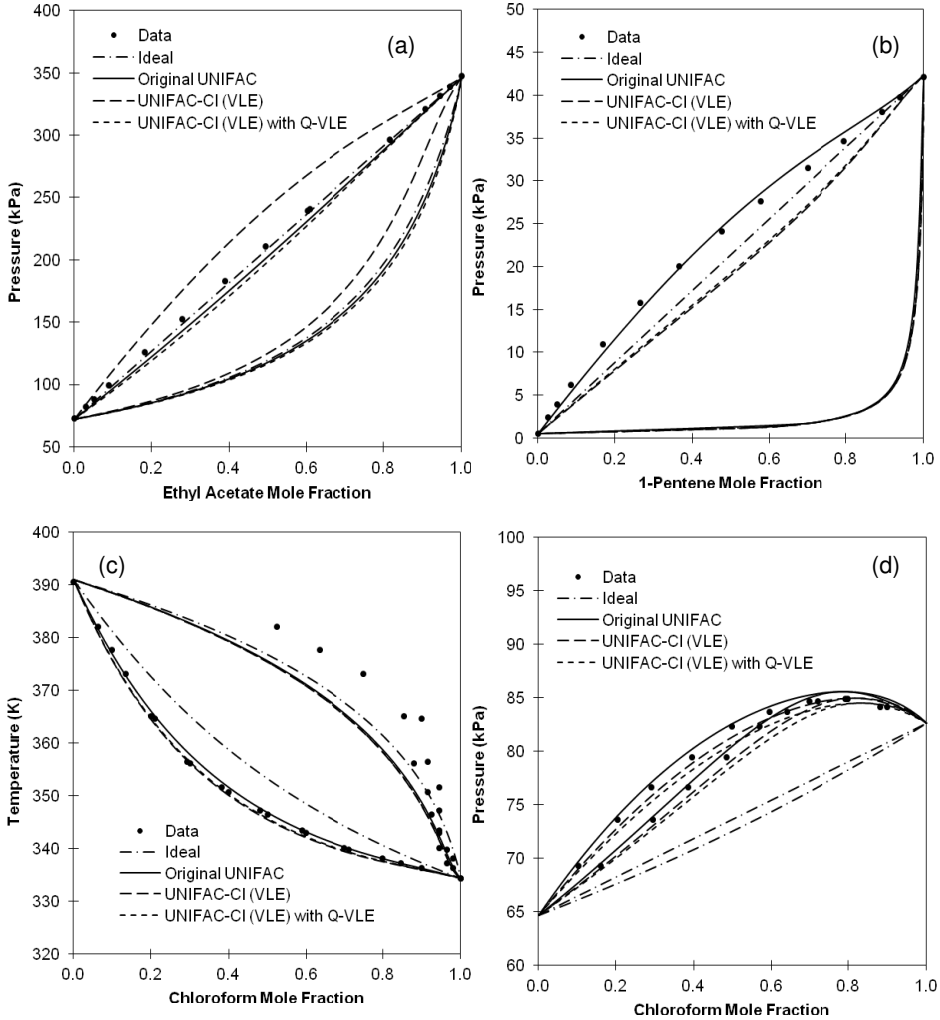 400
350
300
250
200
150
100
50
Pressure (kPa)
Data
Ideal
Original UNIFAC
UNIFAC-CI (VLE)
UNIFAC-CI (VLE) with Q-VLE
(a)
0.0 0.2 0.4 0.6 0.8 1.0
Ethyl Acetate Mole Fraction
50
45
40
35
30
25
20
15
10
5
0
Pressure (kPa)
Data
Ideal
Original UNIFAC
UNIFAC-CI (VLE)
UNIFAC-CI (VLE) with Q-VLE
(b)
0.0 0.2 0.4 0.6 0.8 1.0
1-Pentene Mole Fraction
400
390
380
370
360
350
340
330
320
Temperature (K)
(c)
Data
Ideal
Original UNIFAC
UNIFAC-CI (VLE)
UNIFAC-CI (VLE) with Q-VLE
0.0 0.2 0.4 0.6 0.8 1.0
Chloroform Mole Fraction
100
95
90
85
80
75
70
65
60
Pressure (kPa)
Data
Ideal
Original UNIFAC
UNIFAC-CI (VLE)
UNIFAC-CI (VLE) with Q-VLE
(d)
0.0 0.2 0.4 0.6 0.8 1.0
Chloroform Mole Fraction